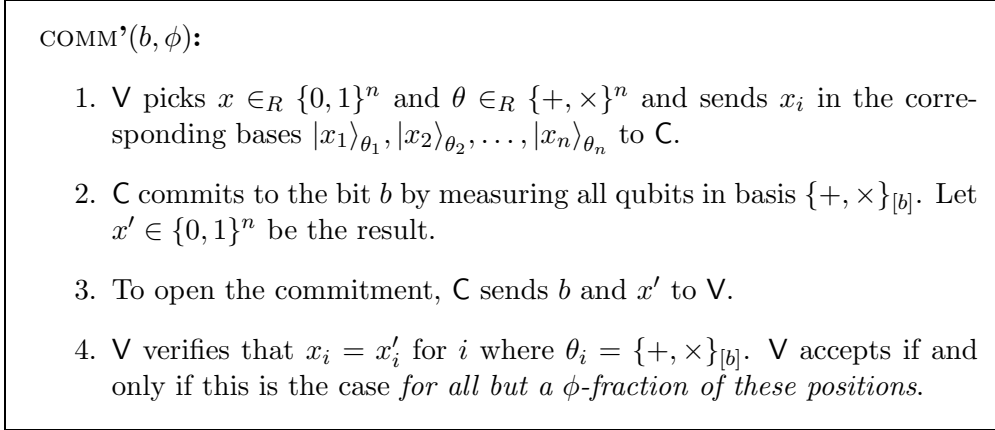 COMM'(b, ϕ):
1. V picks x ∈_R {0, 1}^n and θ ∈_R {+, ×}^n and sends x_i in the corre-
sponding bases |x_1⟩_{θ_1}, |x_2⟩_{θ_2}, . . . , |x_n⟩_{θ_n} to C.
2. C commits to the bit b by measuring all qubits in basis {+, ×}_{[b]}. Let
x′ ∈ {0, 1}^n be the result.
3. To open the commitment, C sends b and x′ to V.
4. V verifies that x_i = x′_i for i where θ_i = {+, ×}_{[b]}. V accepts if and
only if this is the case for all but a ϕ-fraction of these positions.